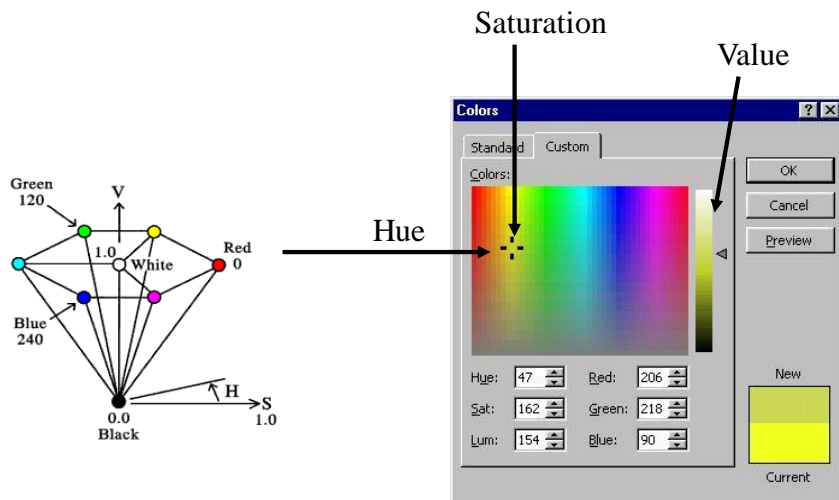 Saturation
Value
Hue
Green
120
V
1.0
White
Red
0
Blue
240
H
S
1.0
0.0
Black
Colors
Standard Custom
Colors:
OK
Cancel
Preview
Hue: 47 Red: 206
Sat: 162 Green: 218
Lum: 154 Blue: 90
New
Current